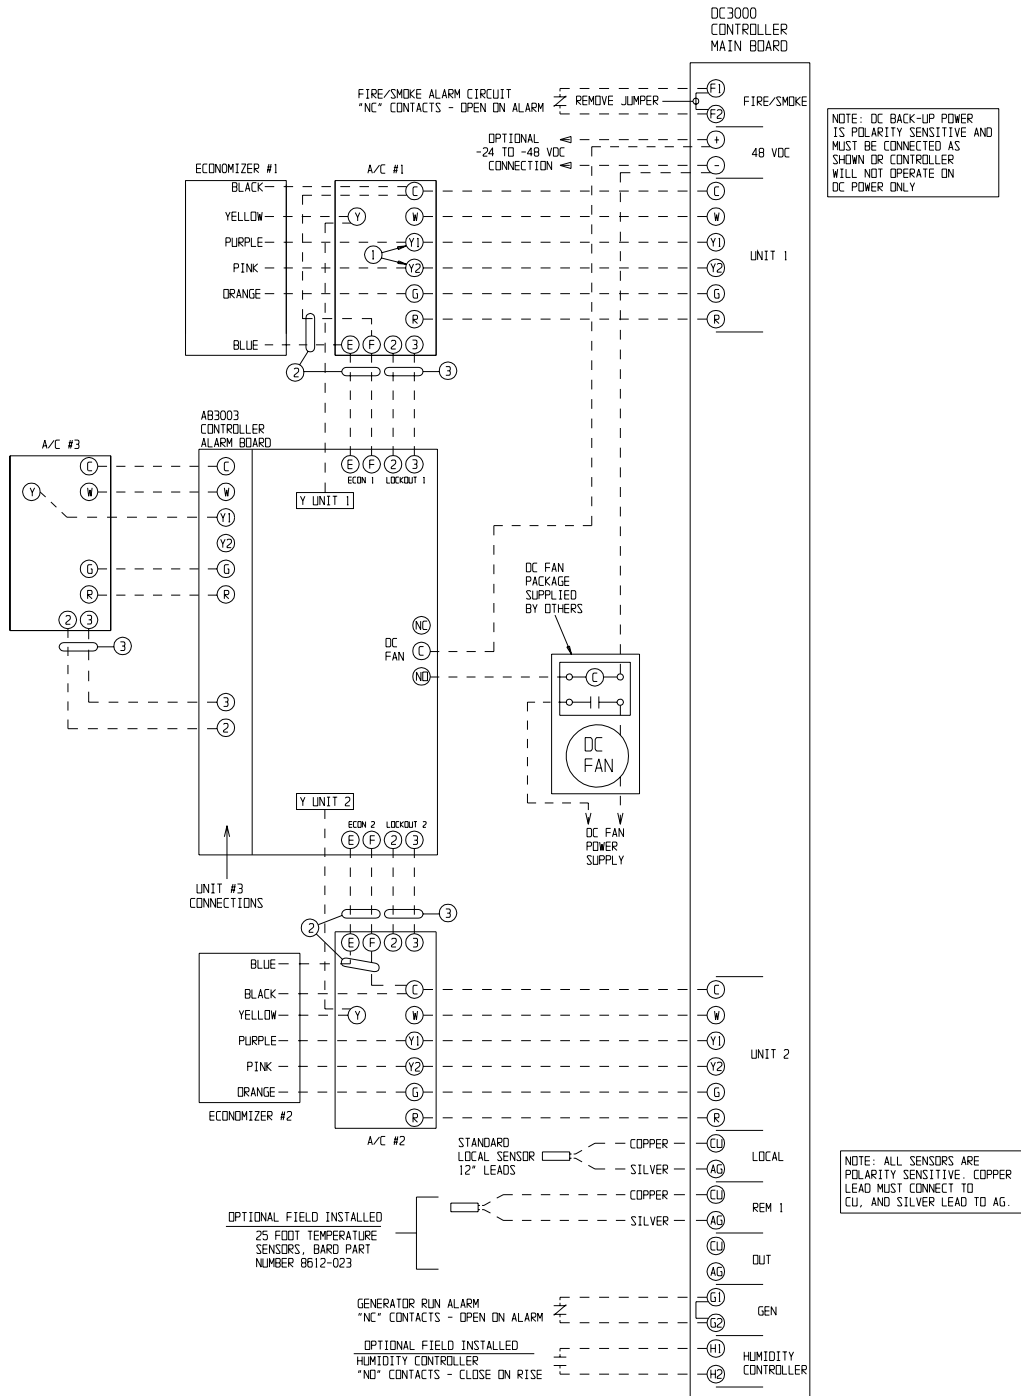 DC3000
CONTROLLER
MAIN BOARD
FIRE/SMOKE ALARM CIRCUIT
"NC" CONTACTS - OPEN ON ALARM
REMOVE JUMPER
F1
F2
FIRE/SMOKE
OPTIONAL
-24 TO -48 VDC
CONNECTION
+
-
48 VDC
NOTE: DC BACK-UP POWER
IS POLARITY SENSITIVE AND
MUST BE CONNECTED AS
SHOWN OR CONTROLLER
WILL NOT OPERATE ON
DC POWER ONLY
ECONOMIZER #1
A/C #1
BLACK
C
C
YELLOW
Y
W
W
PURPLE
1
Y1
Y1
UNIT 1
PINK
Y2
Y2
ORANGE
G
G
R
R
BLUE
E
F
2
3
2
3
AB3003
CONTROLLER
ALARM BOARD
A/C #3
C
C
E
F
2
3
ECON 1
LOCKOUT 1
Y
W
W
Y UNIT 1
Y1
Y2
G
G
R
R
2
3
3
3
2
DC FAN
PACKAGE
SUPPLIED
BY OTHERS
NC
DC
FAN
C
NO
C
DC
FAN
DC FAN
POWER
SUPPLY
Y UNIT 2
ECON 2
LOCKOUT 2
E
F
2
3
UNIT #3
CONNECTIONS
2
3
E
F
2
3
BLUE
BLACK
C
C
YELLOW
Y
W
W
PURPLE
Y1
Y1
UNIT 2
PINK
Y2
Y2
ORANGE
G
G
R
R
ECONOMIZER #2
A/C #2
STANDARD
LOCAL SENSOR
12" LEADS
COPPER
CU
SILVER
AG
LOCAL
NOTE: ALL SENSORS ARE
POLARITY SENSITIVE. COPPER
LEAD MUST CONNECT TO
CU, AND SILVER LEAD TO AG.
COPPER
CU
SILVER
AG
REM 1
OPTIONAL FIELD INSTALLED
25 FOOT TEMPERATURE
SENSORS, BARD PART
NUMBER 8612-023
CU
AG
OUT
GENERATOR RUN ALARM
"NC" CONTACTS - OPEN ON ALARM
G1
G2
GEN
OPTIONAL FIELD INSTALLED
HUMIDITY CONTROLLER
"NO" CONTACTS - CLOSE ON RISE
H1
H2
HUMIDITY
CONTROLLER